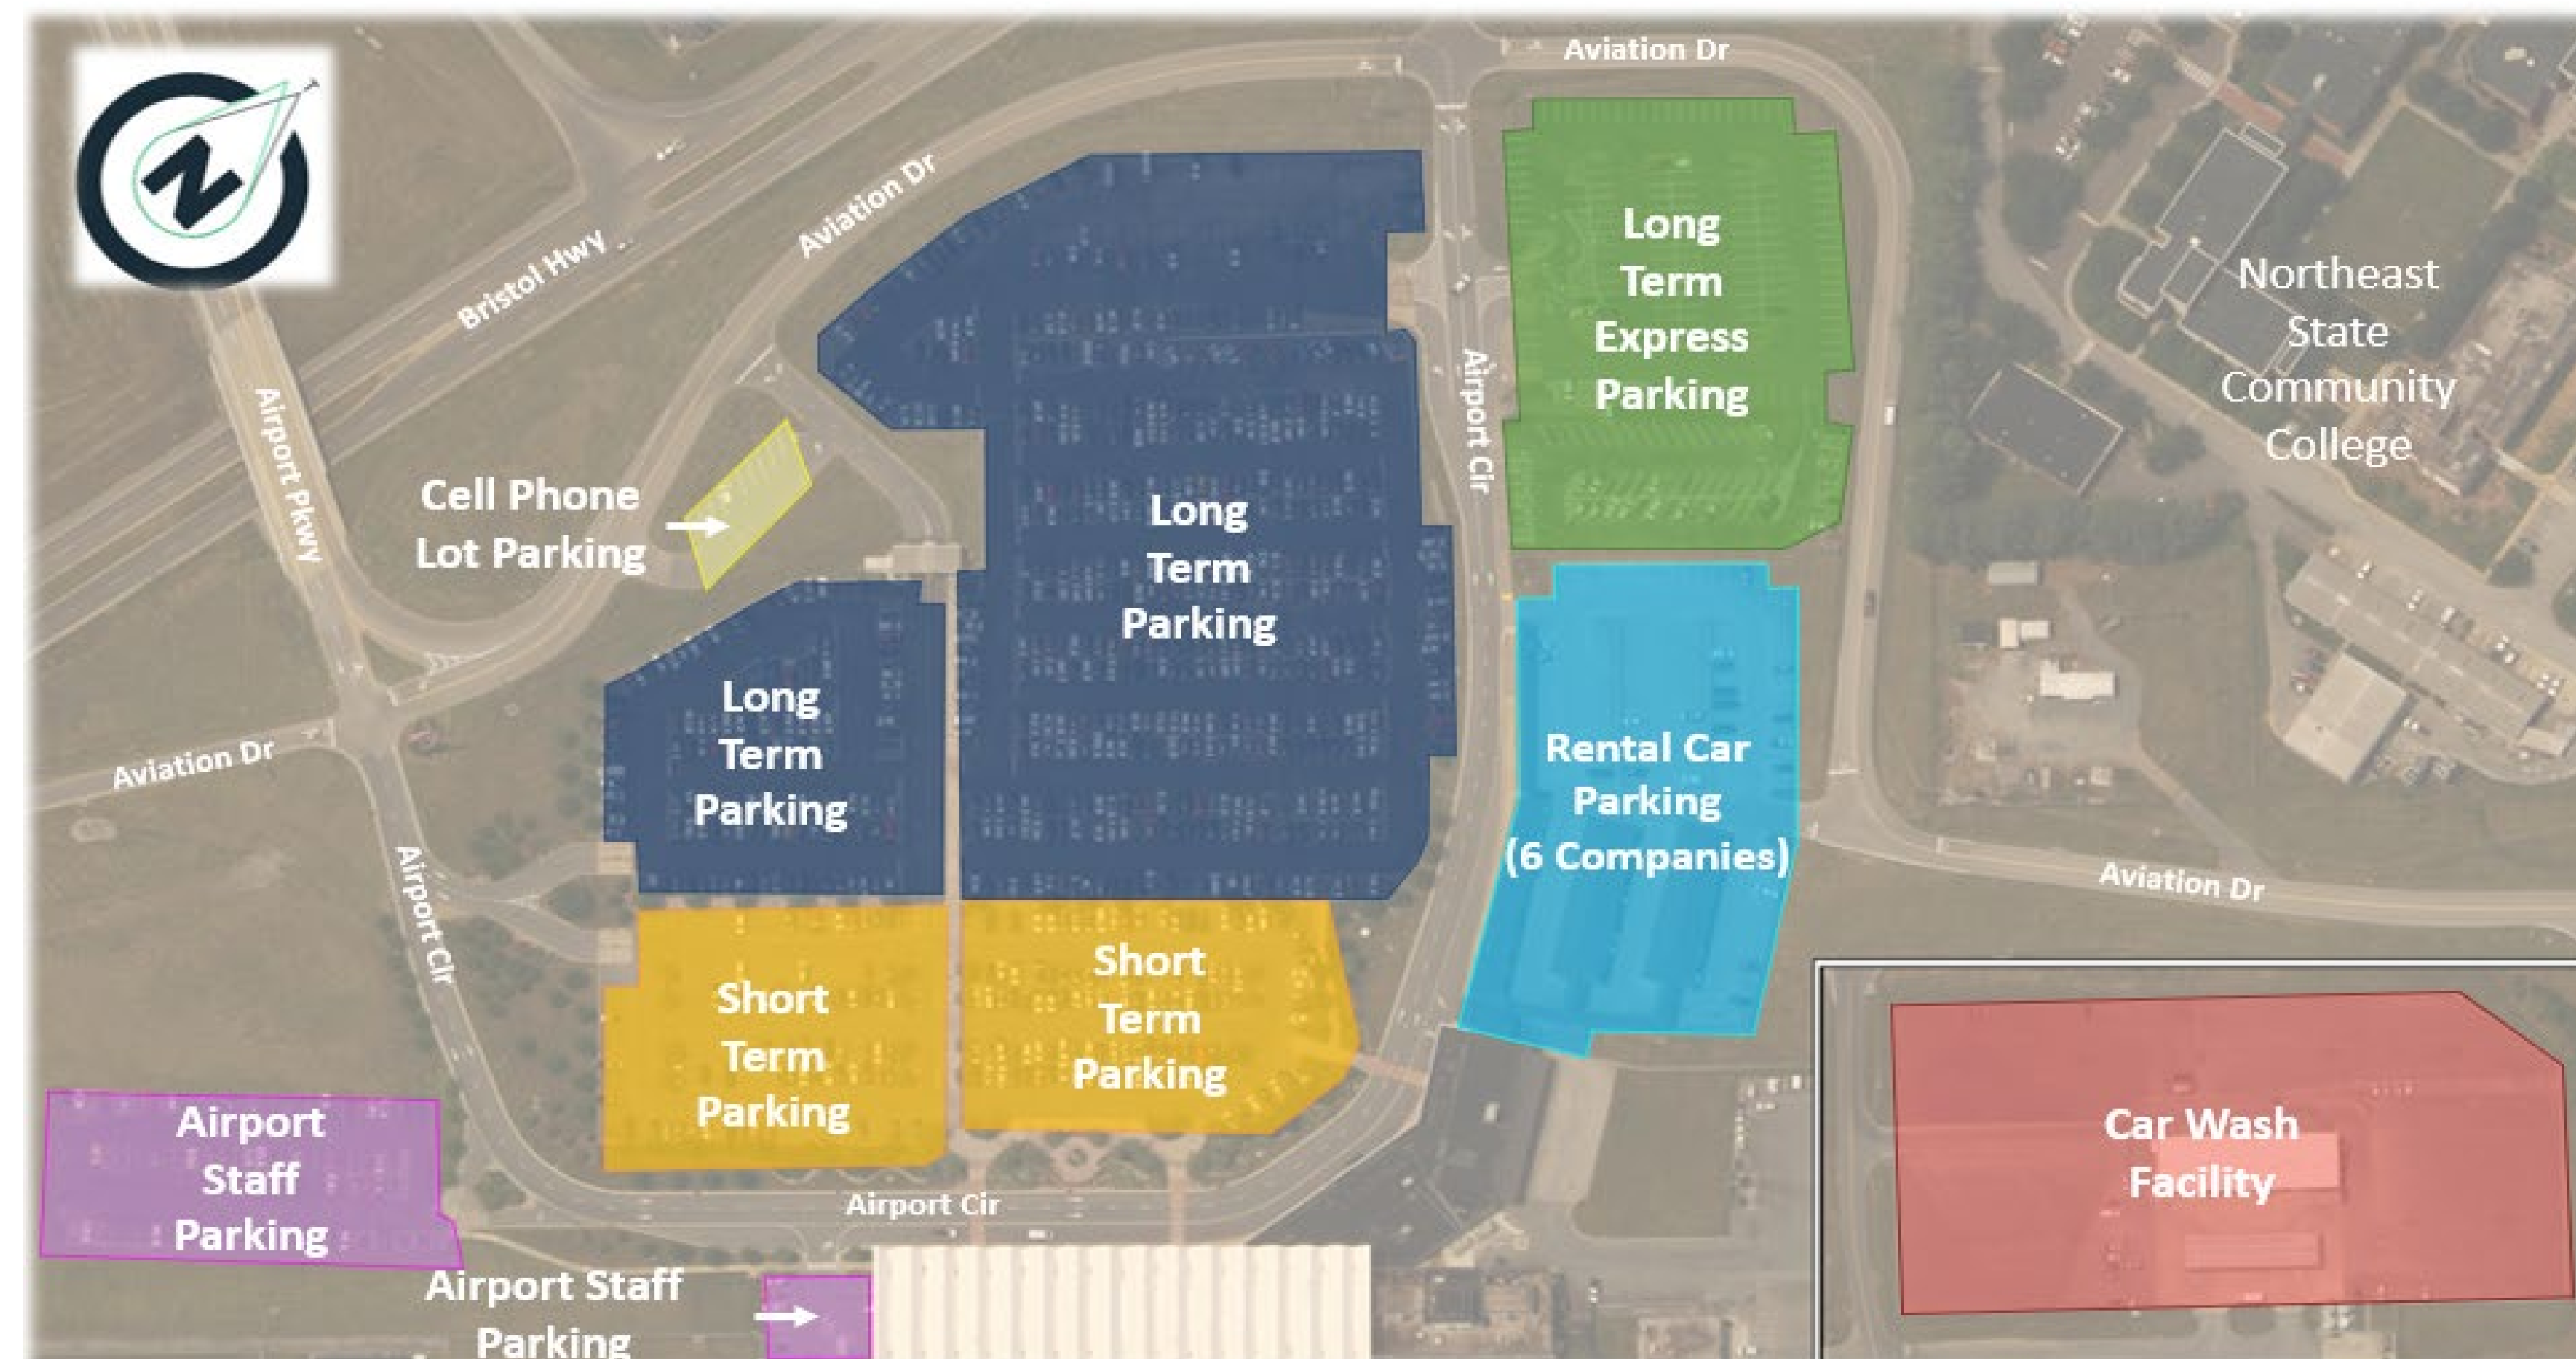 N
Aviation Dr
Aviation Dr
Bristol Hwy
Airport Pkwy
Long
Term
Express
Parking
Airport Cir
Northeast
State
Community
College
Cell Phone
Lot Parking
Long
Term
Parking
Long
Term
Parking
Rental Car
Parking
(6 Companies)
Aviation Dr
Aviation Dr
Airport Cir
Short
Term
Parking
Short
Term
Parking
Airport
Staff
Parking
Car Wash
Facility
Airport Cir
Airport Staff
Parking